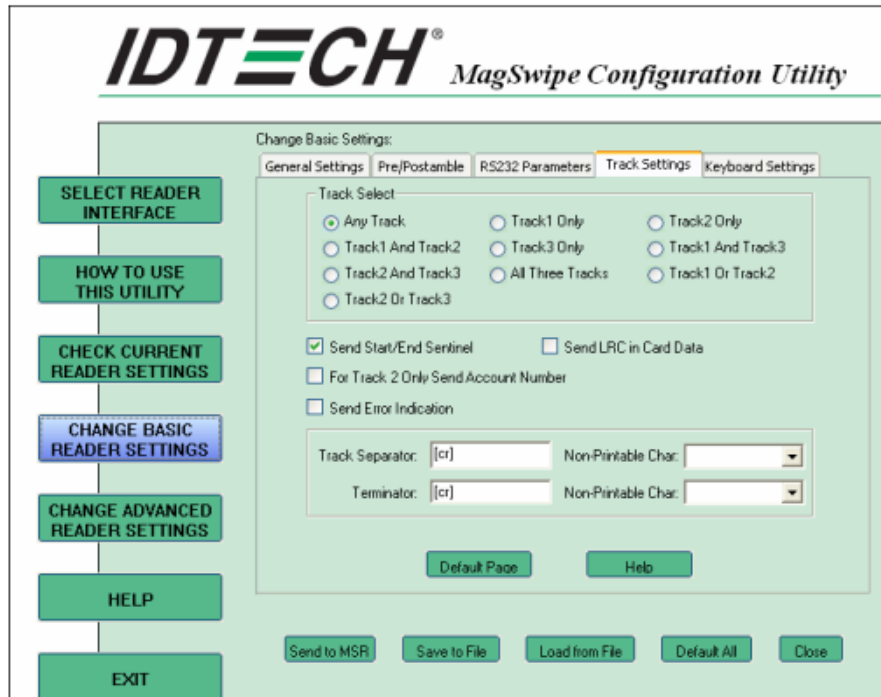 IDTECH®
MagSwipe Configuration Utility
Change Basic Settings:
General Settings Pre/Postamble RS232 Parameters Track Settings Keyboard Settings
SELECT READER
INTERFACE
HOW TO USE
THIS UTILITY
CHECK CURRENT
READER SETTINGS
CHANGE BASIC
READER SETTINGS
CHANGE ADVANCED
READER SETTINGS
HELP
EXIT
Track Select
Any Track Track1 Only Track2 Only
Track1 And Track2 Track3 Only Track1 And Track3
Track2 And Track3 All Three Tracks Track1 Or Track2
Track2 Or Track3
Send Start/End Sentinel Send LRC in Card Data
For Track 2 Only Send Account Number
Send Error Indication
Track Separator: [cr] Non-Printable Char:
Terminator: [cr] Non-Printable Char:
Default Page Help
Send to MSR Save to File Load from File Default All Close